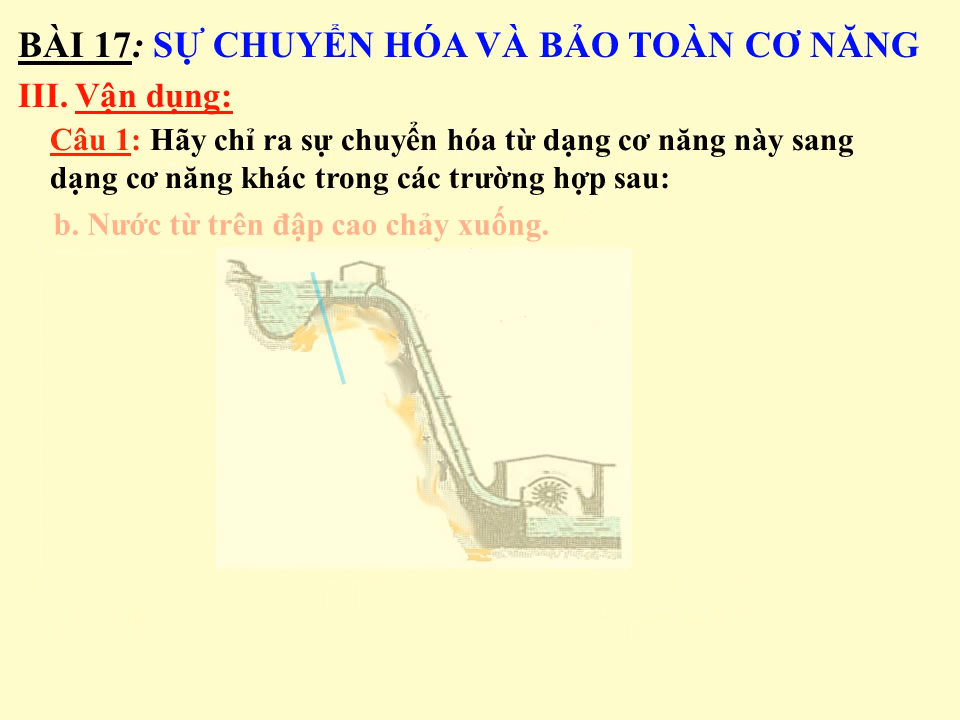 BÀI 17: SỰ CHUYỂN HÓA VÀ BẢO TOÀN CƠ NĂNG
III. Vận dụng:
Câu 1: Hãy chỉ ra sự chuyển hóa từ dạng cơ năng này sang
dạng cơ năng khác trong các trường hợp sau:
b. Nước từ trên đập cao chảy xuống.